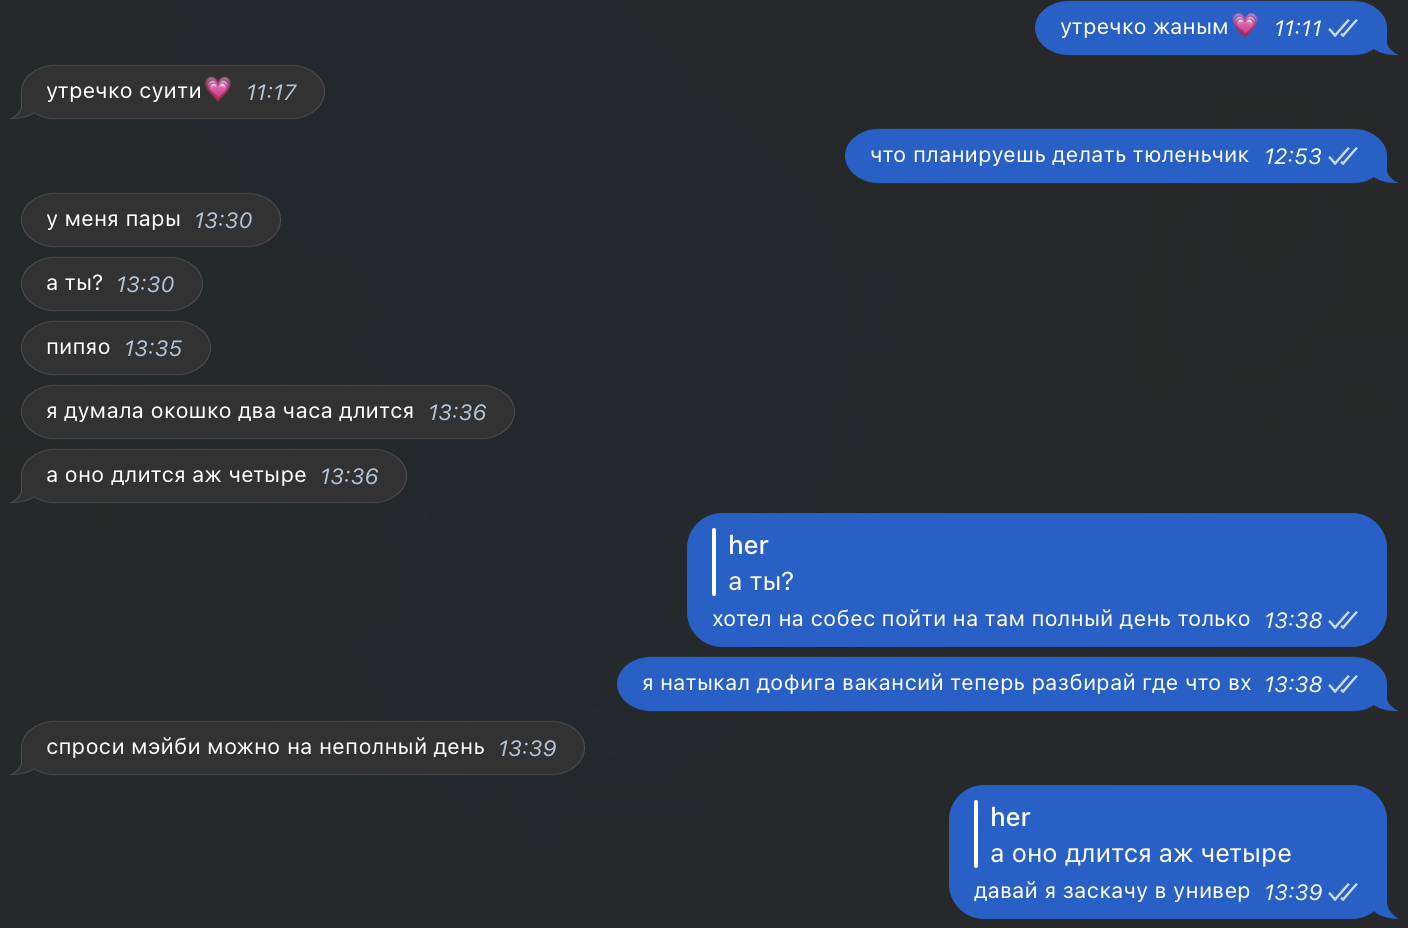 утречко жаным💗 11:11
утречко суити💗 11:17
что планируешь делать тюленьчик 12:53
у меня пары 13:30
а ты? 13:30
пипяо 13:35
я думала окошко два часа длится 13:36
а оно длится аж четыре 13:36
her
а ты?
хотел на собес пойти на там полный день только 13:38
я натыкал дофига вакансий теперь разбирай где что вх 13:38
спроси мэйби можно на неполный день 13:39
her
а оно длится аж четыре
давай я заскачу в универ 13:39